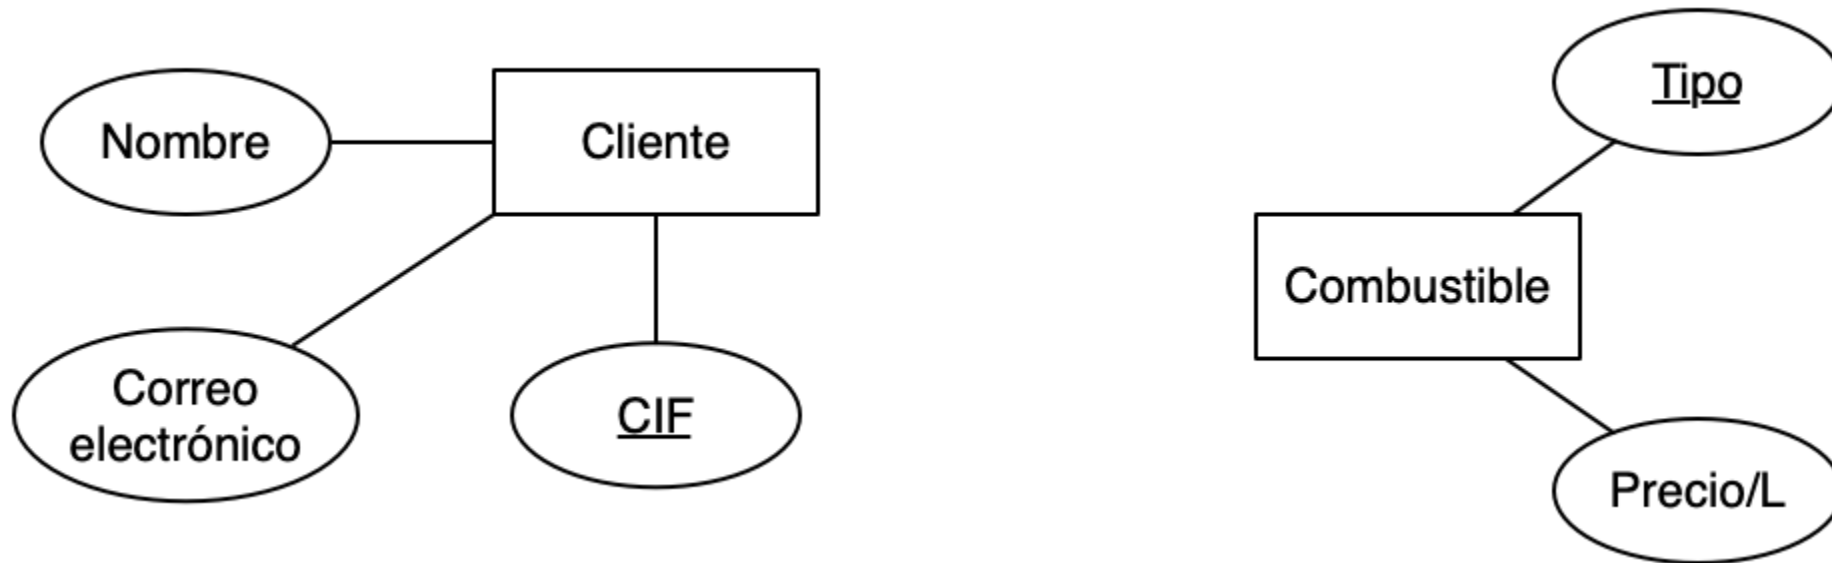 Nombre
Cliente
Correo
electrónico
CIF
Tipo
Combustible
Precio/L